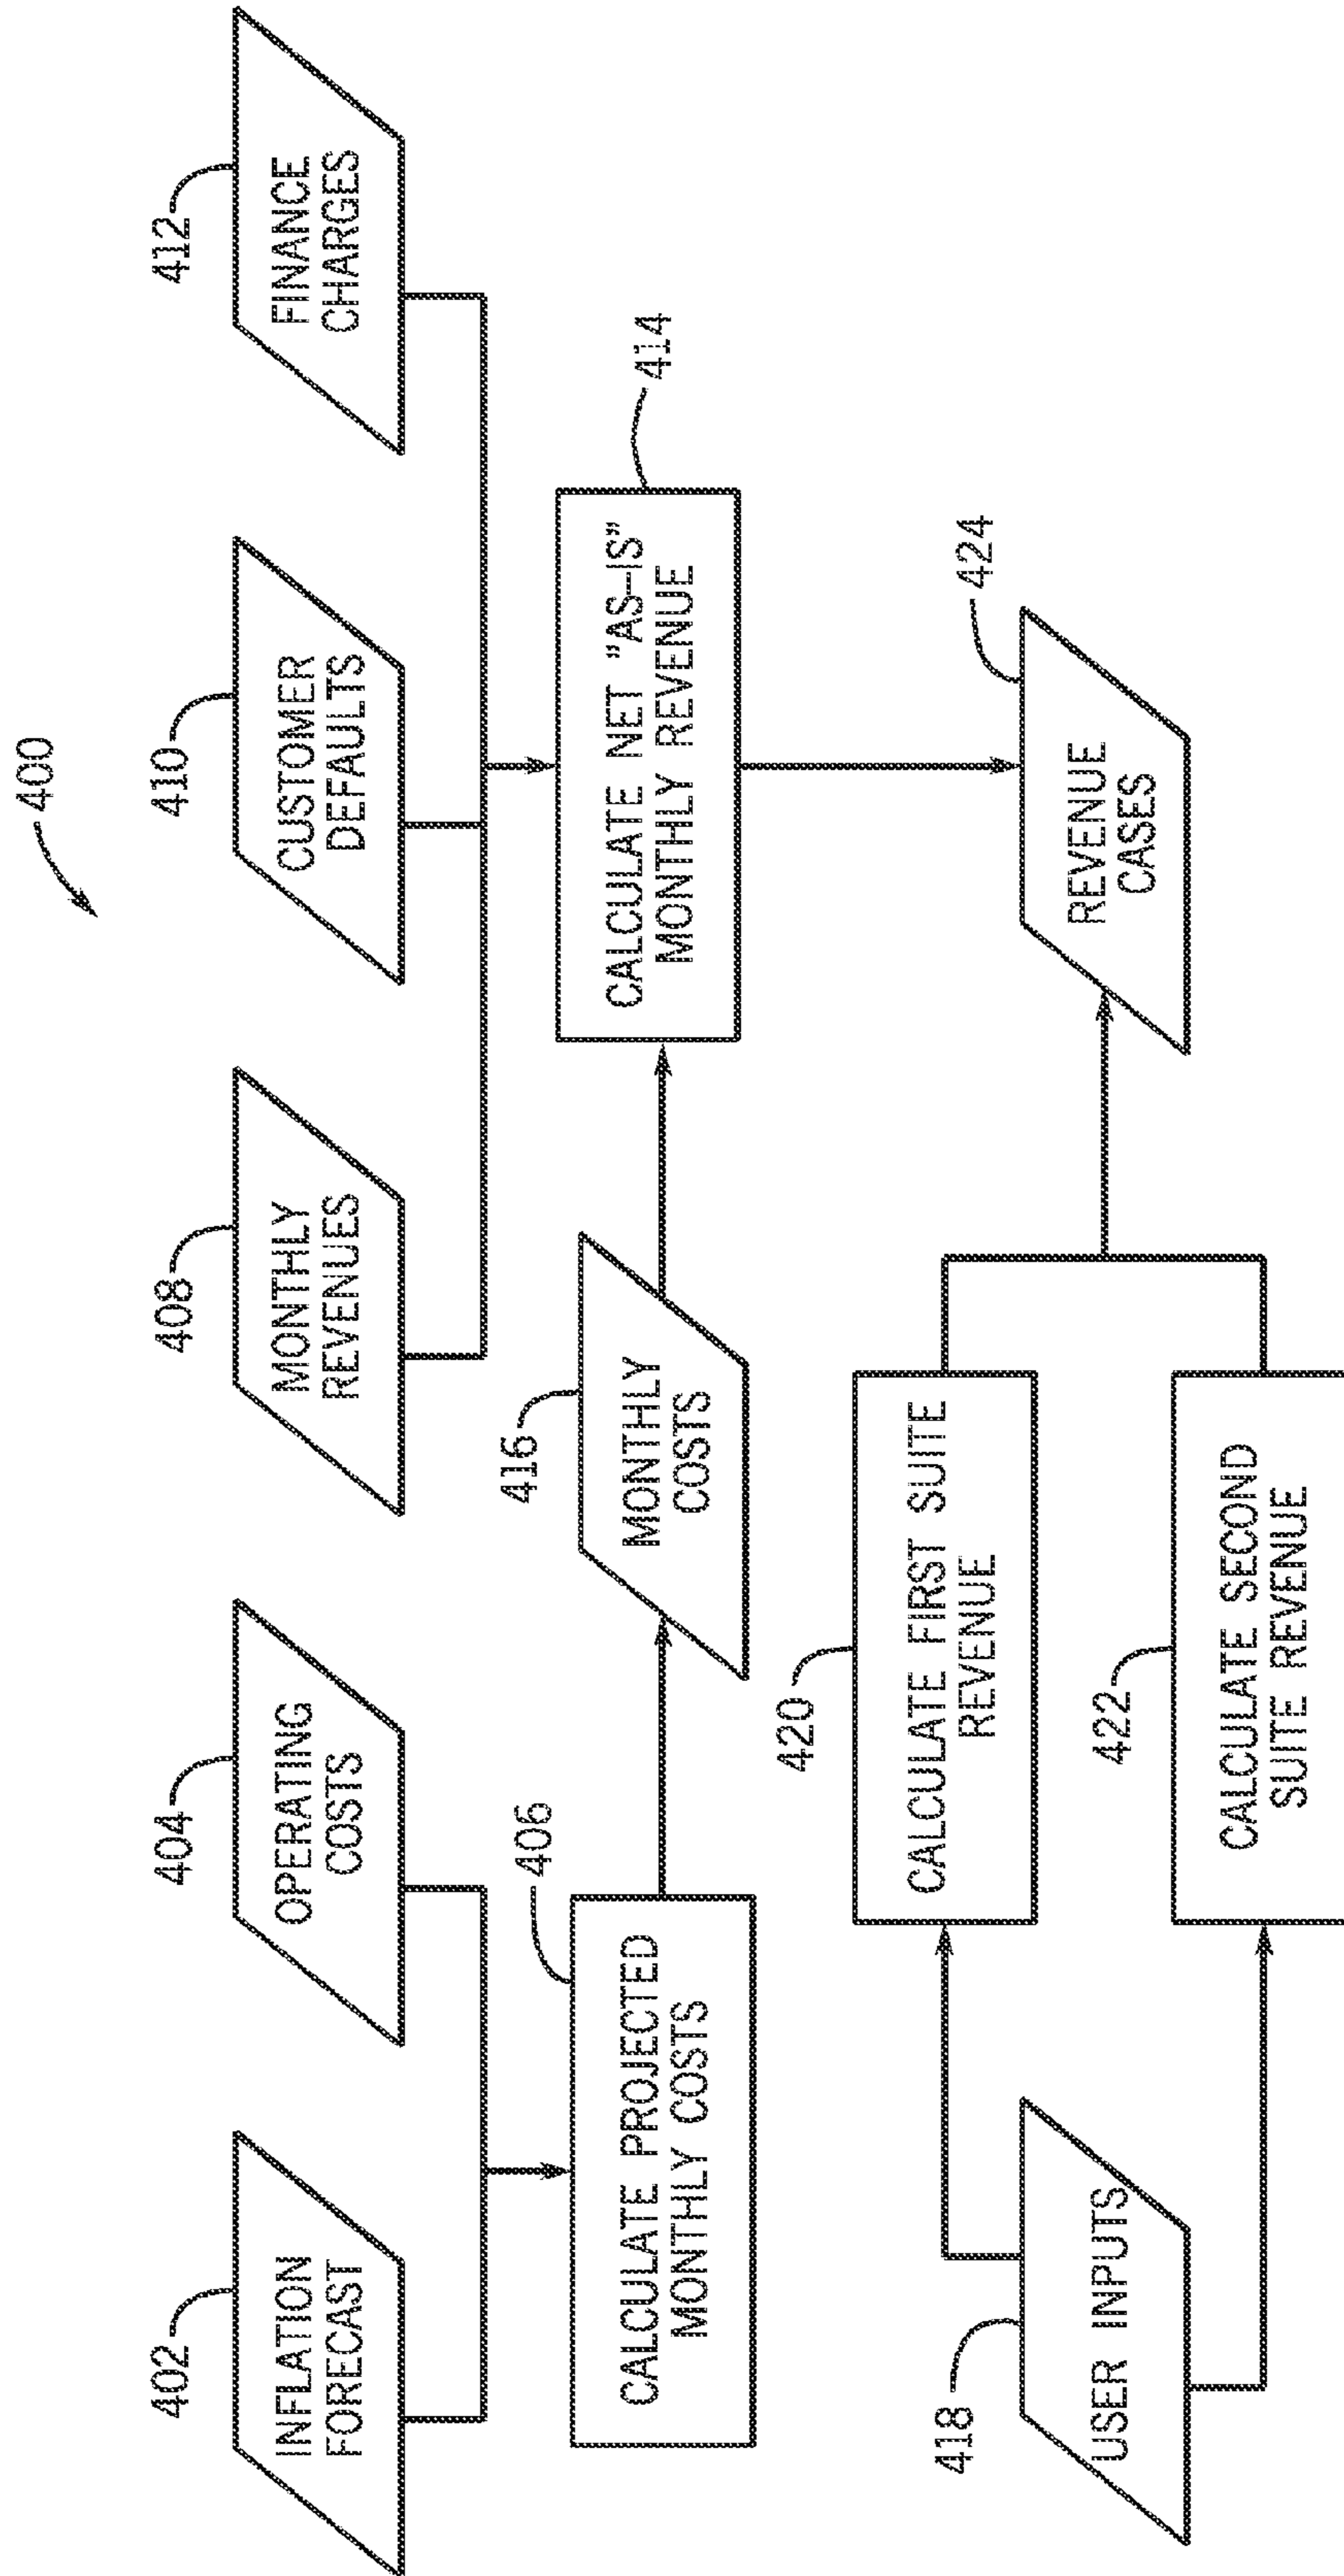 400
402
INFLATION
FORECAST
404
OPERATING
COSTS
408
MONTHLY
REVENUES
410
CUSTOMER
DEFAULTS
412
FINANCE
CHARGES
406
CALCULATE PROJECTED
MONTHLY COSTS
416
MONTHLY
COSTS
CALCULATE NET "AS-IS"
MONTHLY REVENUE
414
418
USER INPUTS
420
CALCULATE FIRST SUITE
REVENUE
422
CALCULATE SECOND
SUITE REVENUE
424
REVENUE
CASES